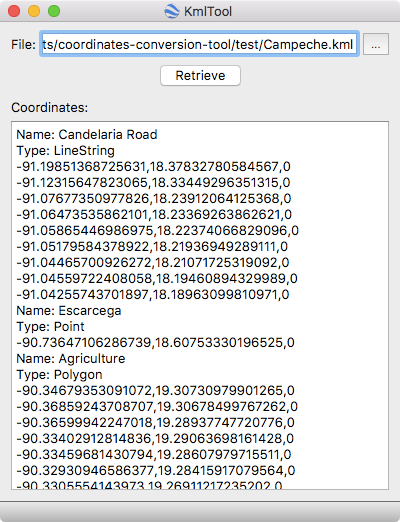 KmlTool
File: ts/coordinates-conversion-tool/test/Campeche.kml ...
Retrieve
Coordinates:
Name: Candelaria Road
Type: LineString
-91.19851368725631,18.37832780584567,0
-91.12315647823065,18.33449296351315,0
-91.07677350977826,18.23912064125368,0
-91.06473535862101,18.23369263862621,0
-91.05865446986975,18.22374066829096,0
-91.05179584378922,18.21936949289111,0
-91.04465700926272,18.21071725319092,0
-91.04559722408058,18.19460894329989,0
-91.04255743701897,18.18963099810971,0
Name: Escarcega
Type: Point
-90.73647106286739,18.60753330196525,0
Name: Agriculture
Type: Polygon
-90.34679353091072,19.30730979901265,0
-90.36859243708707,19.30678499767262,0
-90.36599942247018,19.28937747720776,0
-90.33402912814836,19.29063698161428,0
-90.33459681430794,19.28607979715511,0
-90.32930946586377,19.28415917079564,0
-90.3305554143973,19.26911217235202,0